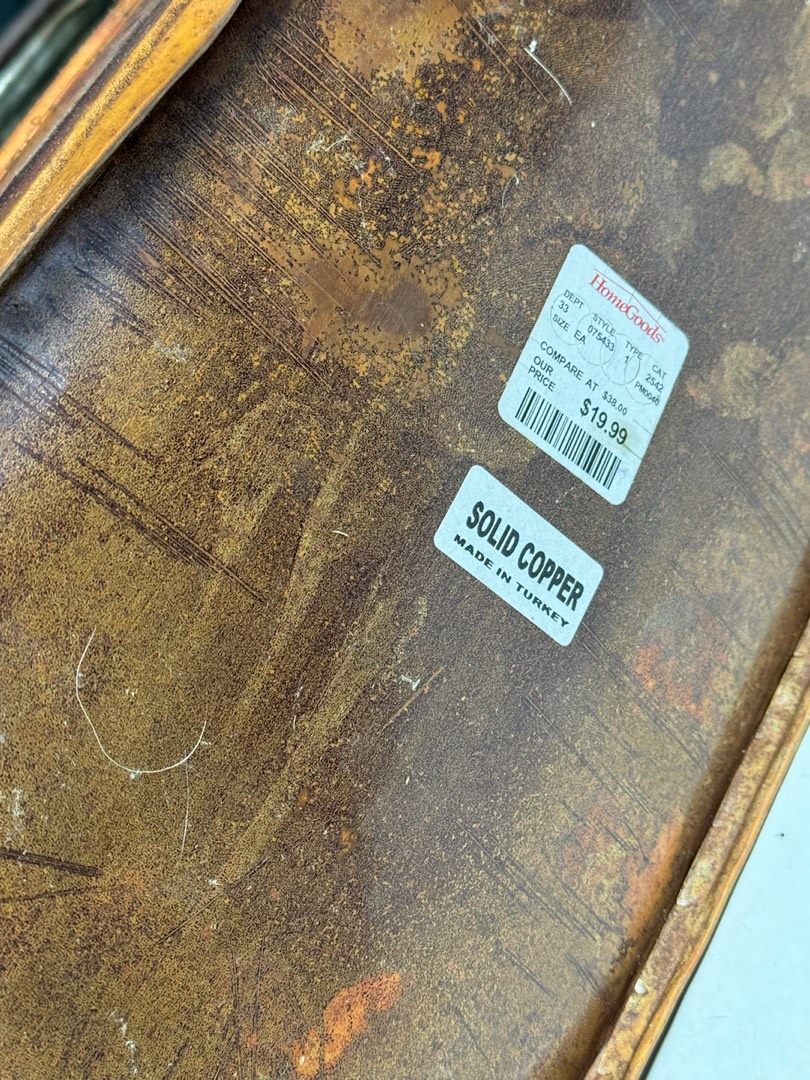 HomeGoods
DEPT STYLE TYPE CAT
33 075433 1 2542
SIZE EA PM0040
COMPARE AT $38.00
OUR
PRICE $19.99
SOLID COPPER
MADE IN TURKEY